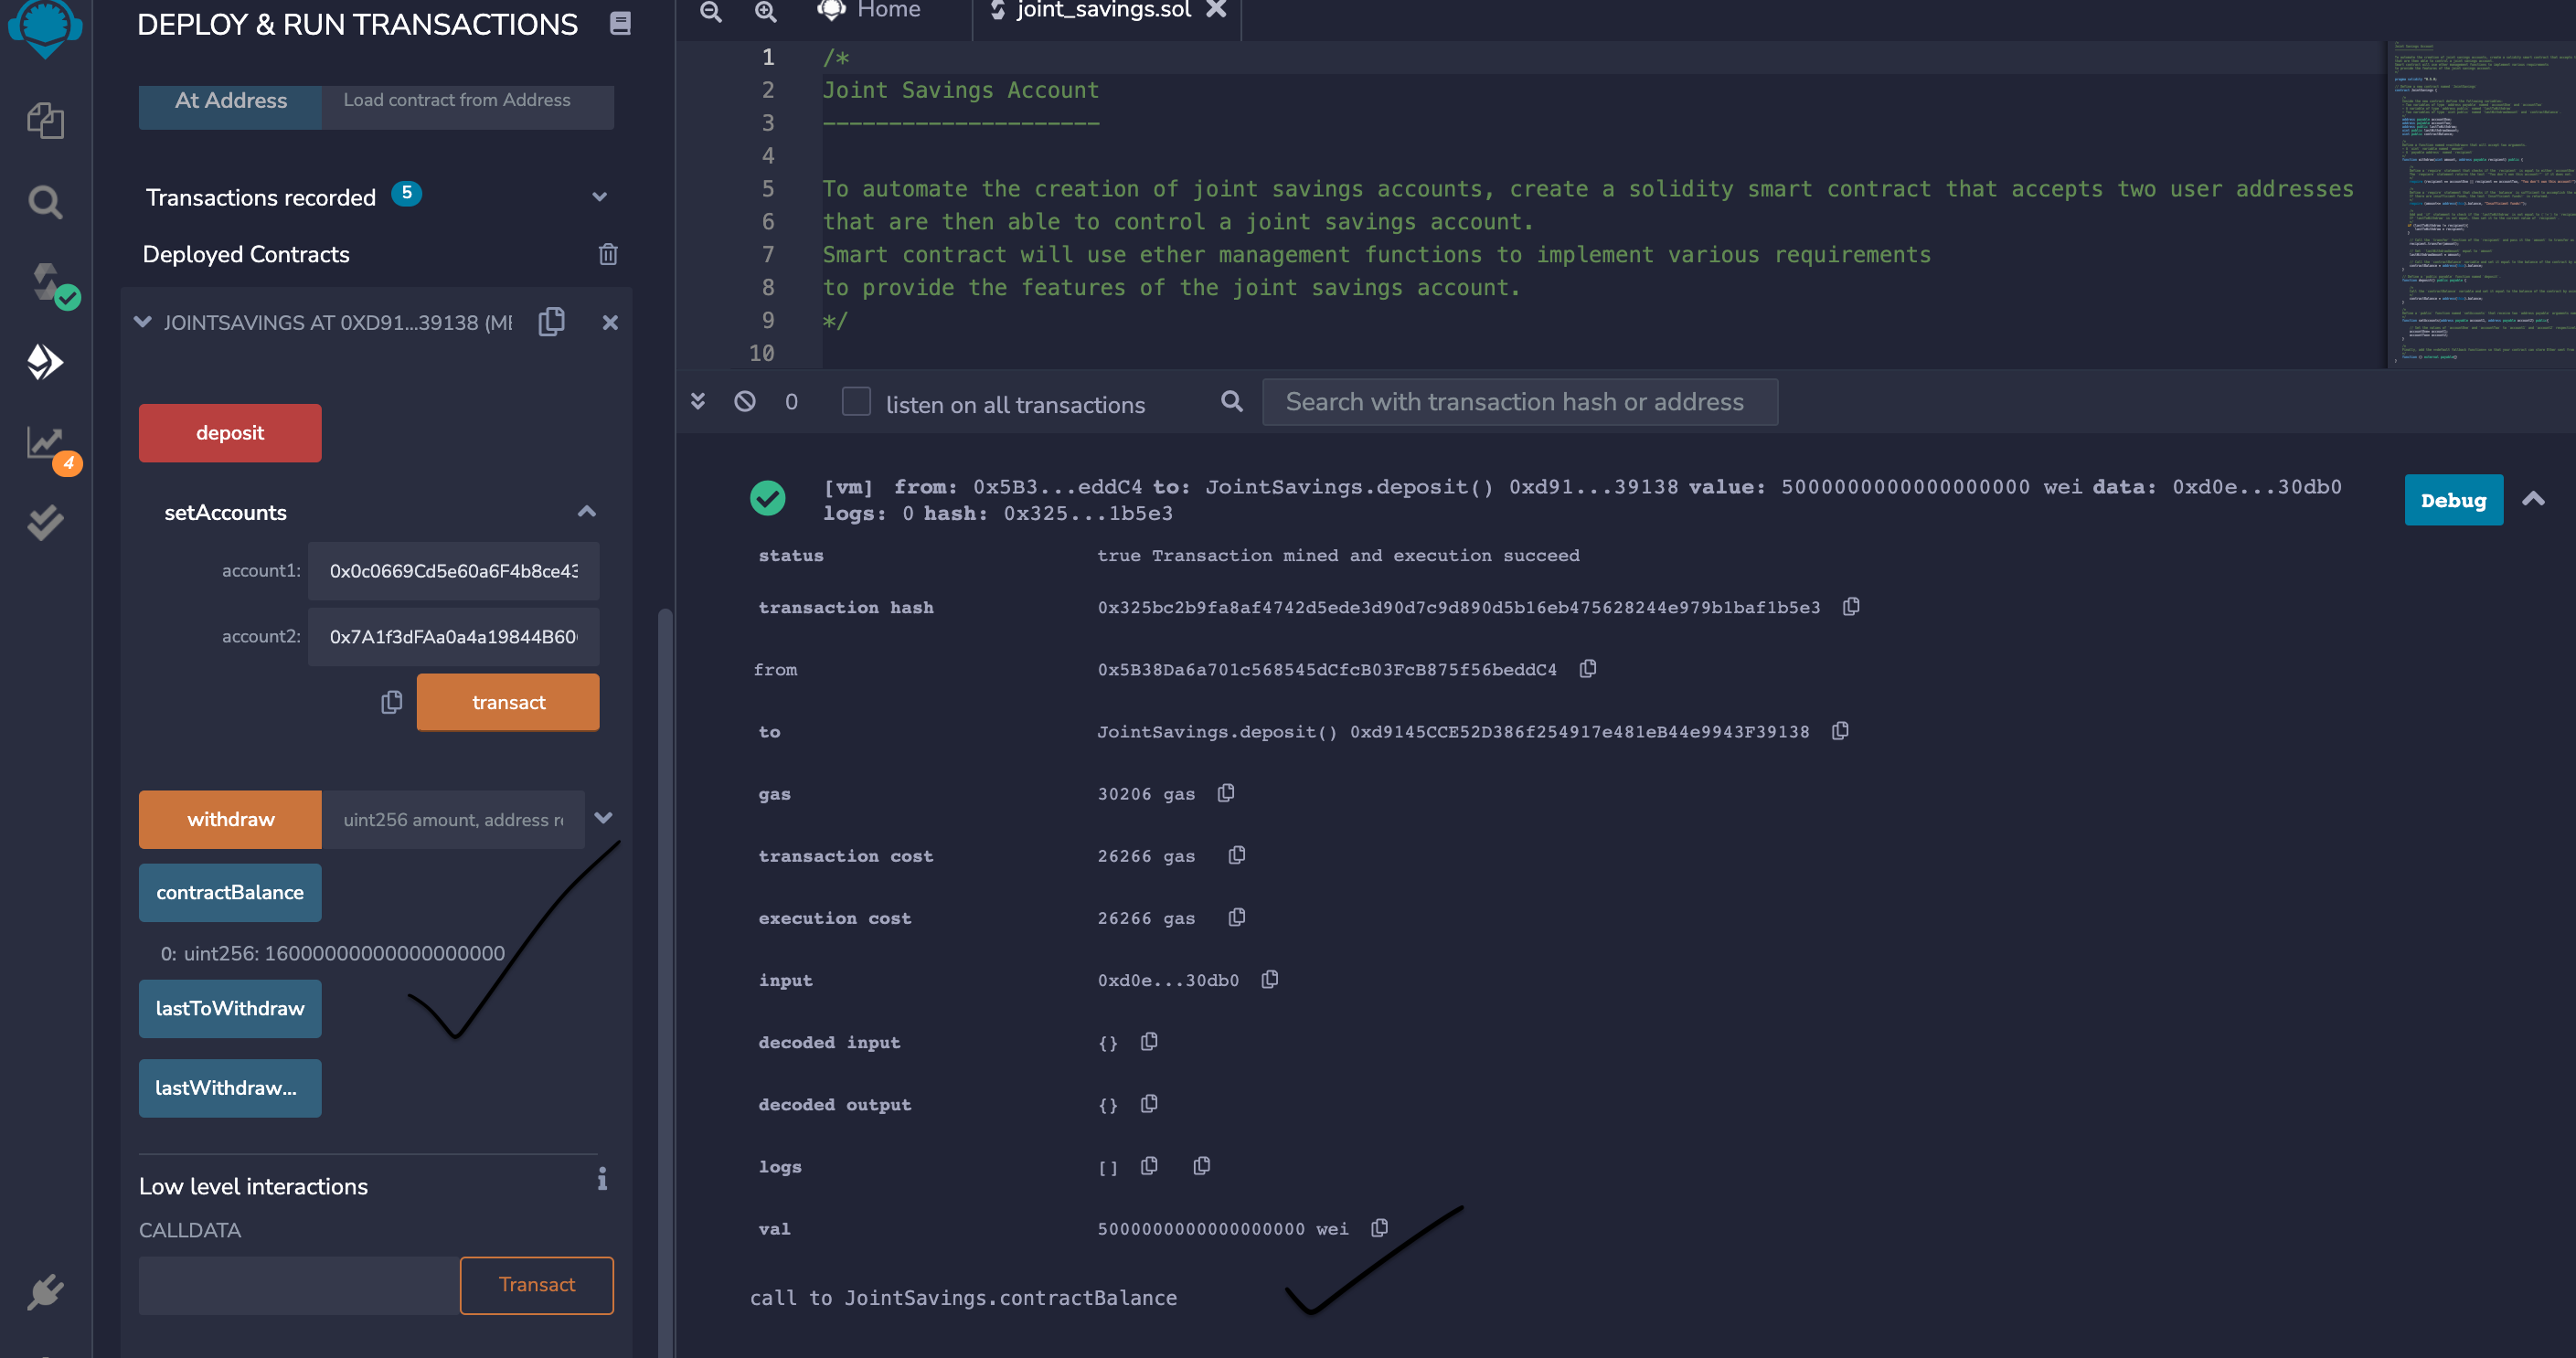 DEPLOY & RUN TRANSACTIONS
At Address Load contract from Address
Transactions recorded 5
Deployed Contracts
JOINTSAVINGS AT 0XD91...39138 (ME
deposit
setAccounts
account1: 0x0c0669Cd5e60a6F4b8ce43
account2: 0x7A1f3dFAa0a4a19844B60
transact
withdraw uint256 amount, address re
contractBalance
0: uint256: 16000000000000000000
lastToWithdraw
lastWithdraw...
Low level interactions
i
CALLDATA
Transact
4
Home joint_savings.sol
1 /*
2 Joint Savings Account
3 ---------------------
4
5 To automate the creation of joint savings accounts, create a solidity smart contract that accepts two user addresses
6 that are then able to control a joint savings account.
7 Smart contract will use ether management functions to implement various requirements
8 to provide the features of the joint savings account.
9 */
10
0 listen on all transactions Search with transaction hash or address
[vm] from: 0x5B3...eddC4 to: JointSavings.deposit() 0xd91...39138 value: 5000000000000000000 wei data: 0xd0e...30db0
logs: 0 hash: 0x325...1b5e3
Debug
status true Transaction mined and execution succeed
transaction hash 0x325bc2b9fa8af4742d5ede3d90d7c9d890d5b16eb475628244e979b1baf1b5e3
from 0x5B38Da6a701c568545dCfcB03FcB875f56beddC4
to JointSavings.deposit() 0xd9145CCE52D386f254917e481eB44e9943F39138
gas 30206 gas
transaction cost 26266 gas
execution cost 26266 gas
input 0xd0e...30db0
decoded input {}
decoded output {}
logs []
val 5000000000000000000 wei
call to JointSavings.contractBalance